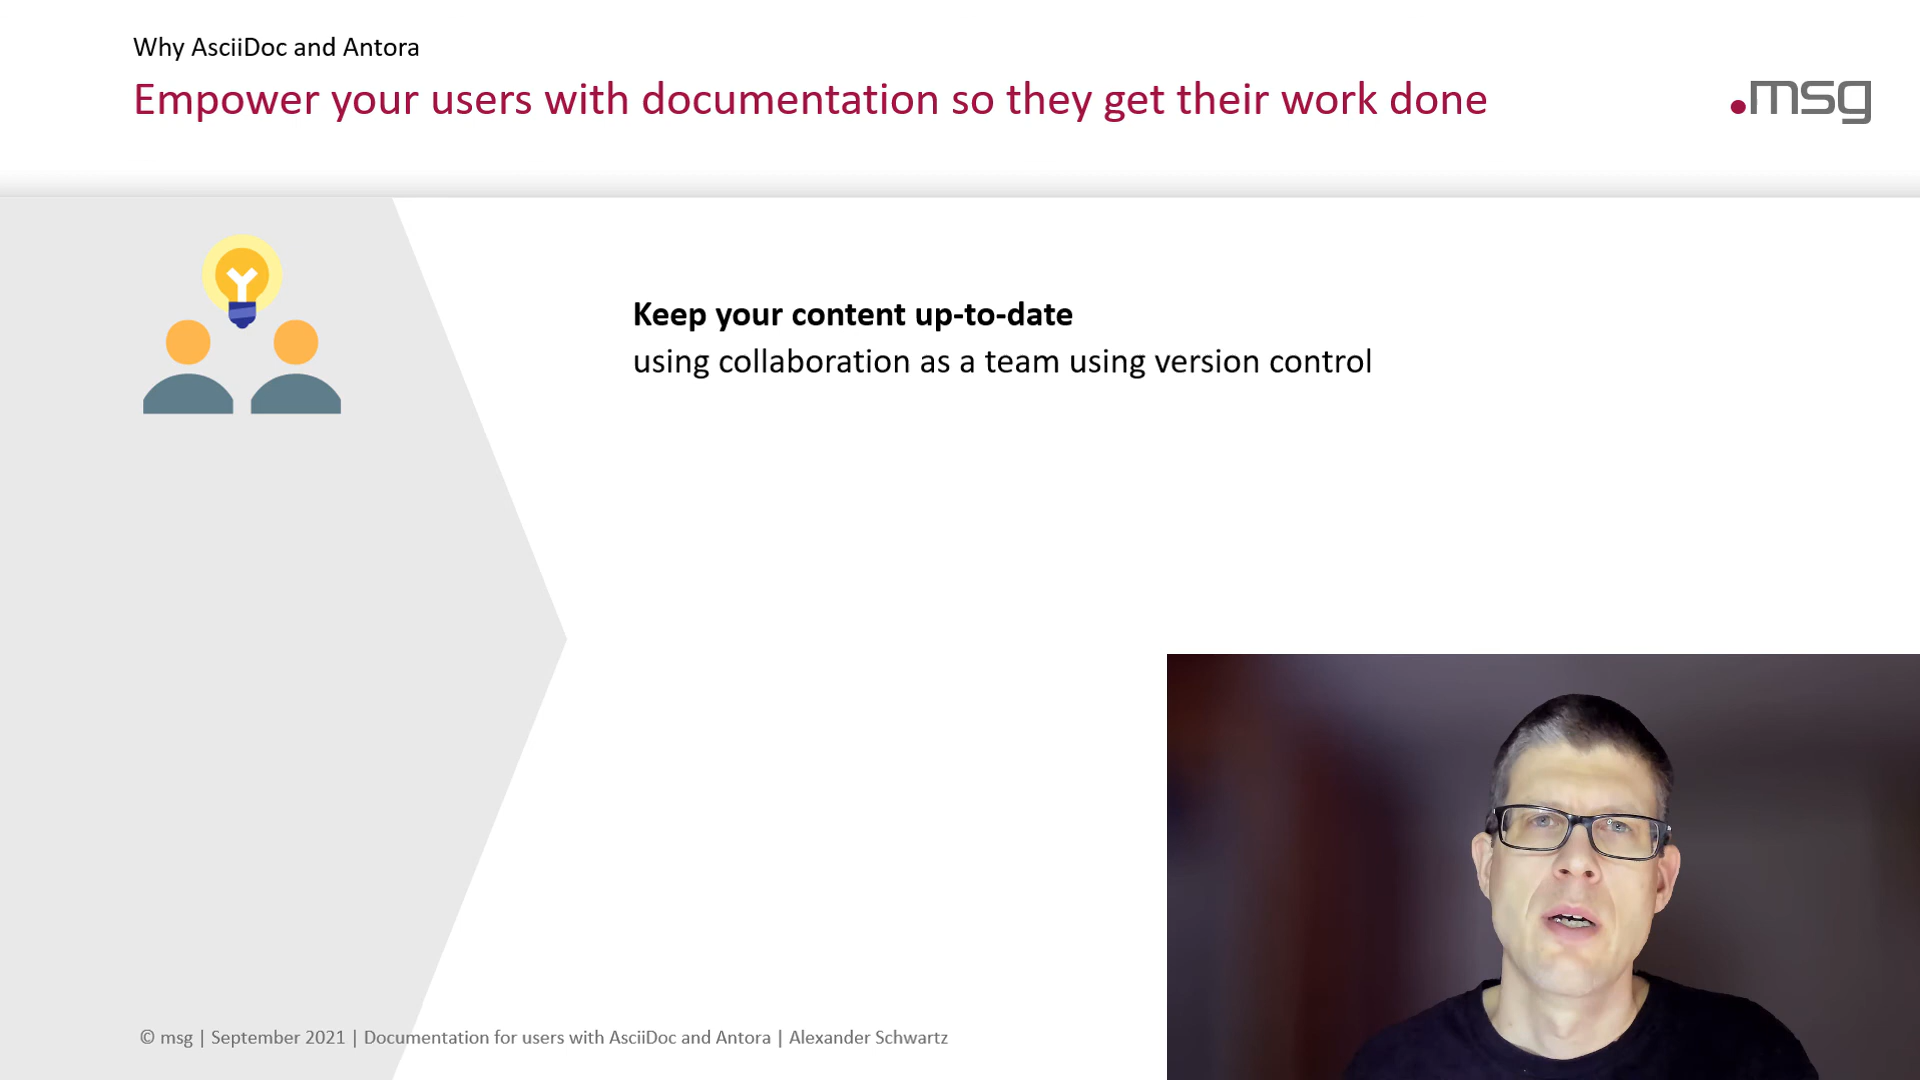 Why AsciiDoc and Antora
Empower your users with documentation so they get their work done
.msg
Keep your content up-to-date
using collaboration as a team using version control
© msg | September 2021 | Documentation for users with AsciiDoc and Antora | Alexander Schwartz